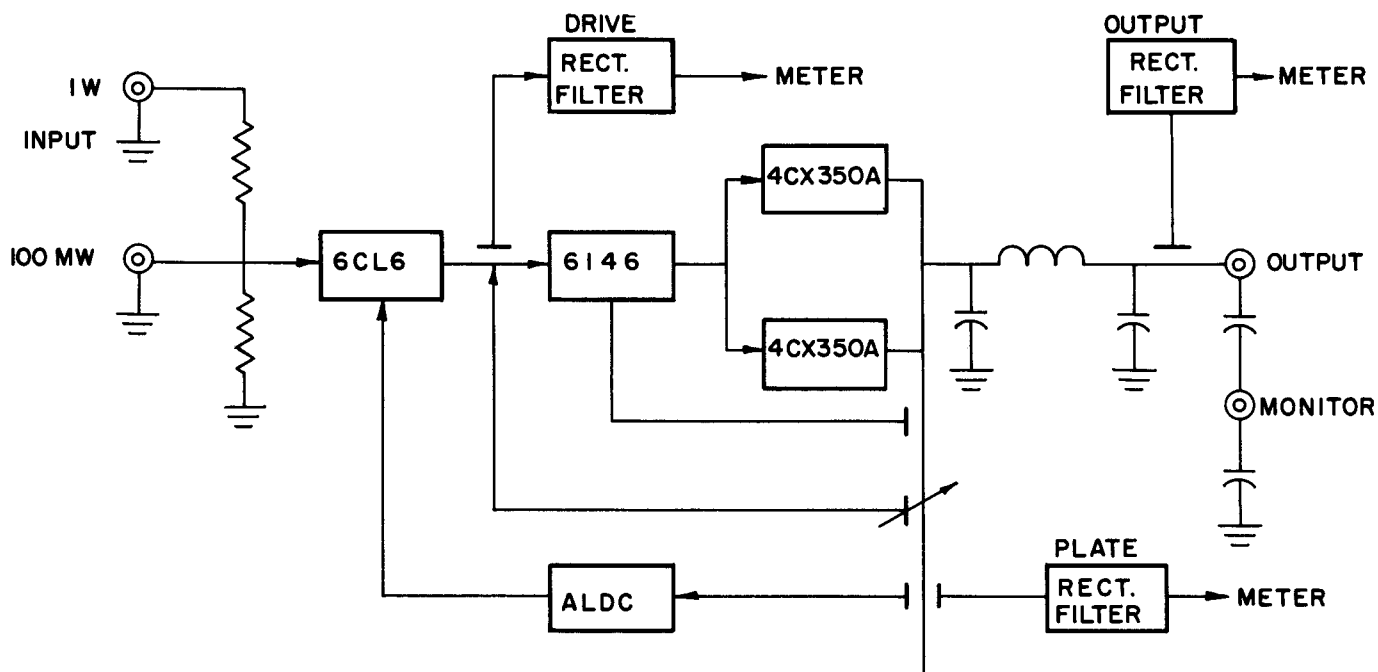 DRIVE
RECT.
FILTER
METER
OUTPUT
RECT.
FILTER
METER
1W
INPUT
100 MW
6CL6
6146
4CX350A
4CX350A
OUTPUT
MONITOR
ALDC
PLATE
RECT.
FILTER
METER